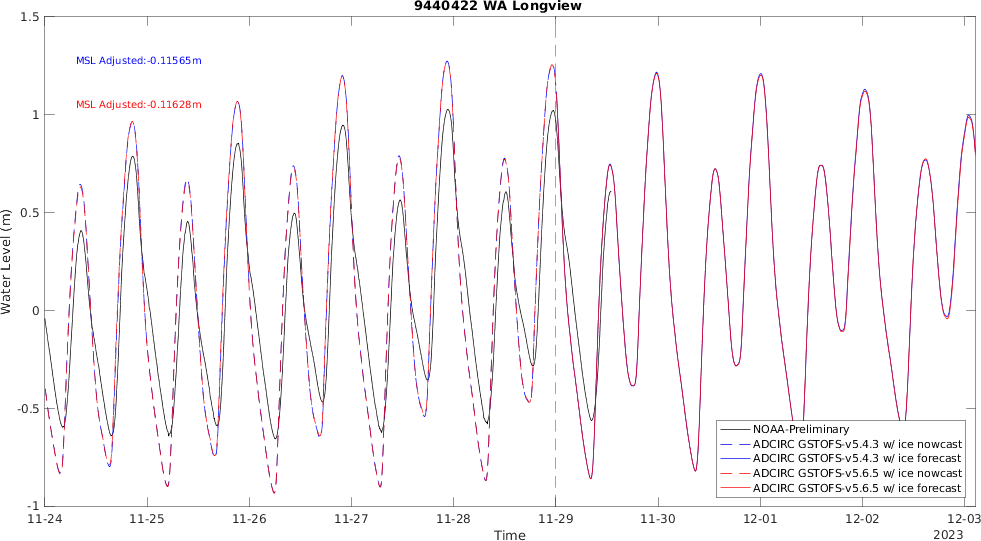 9440422 WA Longview
1.5
MSL Adjusted:-0.11565m
MSL Adjusted:-0.11628m
1
0.5
Water Level (m)
0
-0.5
-1
NOAA-Preliminary
ADCIRC GSTOFS-v5.4.3 w/ ice nowcast
ADCIRC GSTOFS-v5.4.3 w/ ice forecast
ADCIRC GSTOFS-v5.6.5 w/ ice nowcast
ADCIRC GSTOFS-v5.6.5 w/ ice forecast
11-24 11-25 11-26 11-27 11-28 11-29 11-30 12-01 12-02 12-03
Time
2023